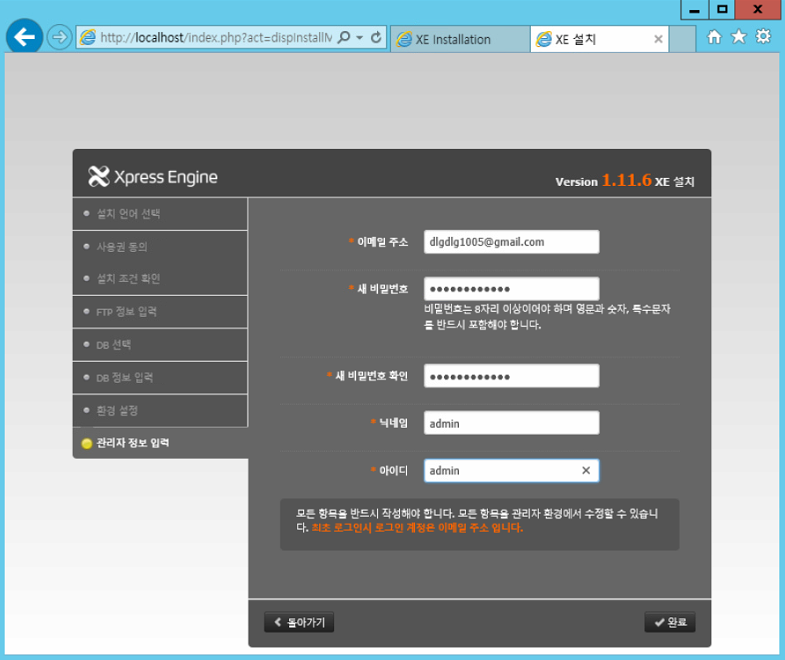 http://localhost/index.php?act=dispInstallM
XE Installation
XE 설치
Xpress Engine
Version 1.11.6 XE 설치
설치 언어 선택
사용권 동의
설치 조건 확인
FTP 정보 입력
DB 선택
DB 정보 입력
환경 설정
관리자 정보 입력
* 이메일 주소 dlgdlg1005@gmail.com
* 새 비밀번호 ••••••••••••
비밀번호는 8자리 이상이어야 하며 영문과 숫자, 특수문자
를 반드시 포함해야 합니다.
* 새 비밀번호 확인 ••••••••••••
* 닉네임 admin
* 아이디 admin
모든 항목을 반드시 작성해야 합니다. 모든 항목을 관리자 환경에서 수정할 수 있습니
다. 최초 로그인시 로그인 계정은 이메일 주소 입니다.
돌아가기
완료